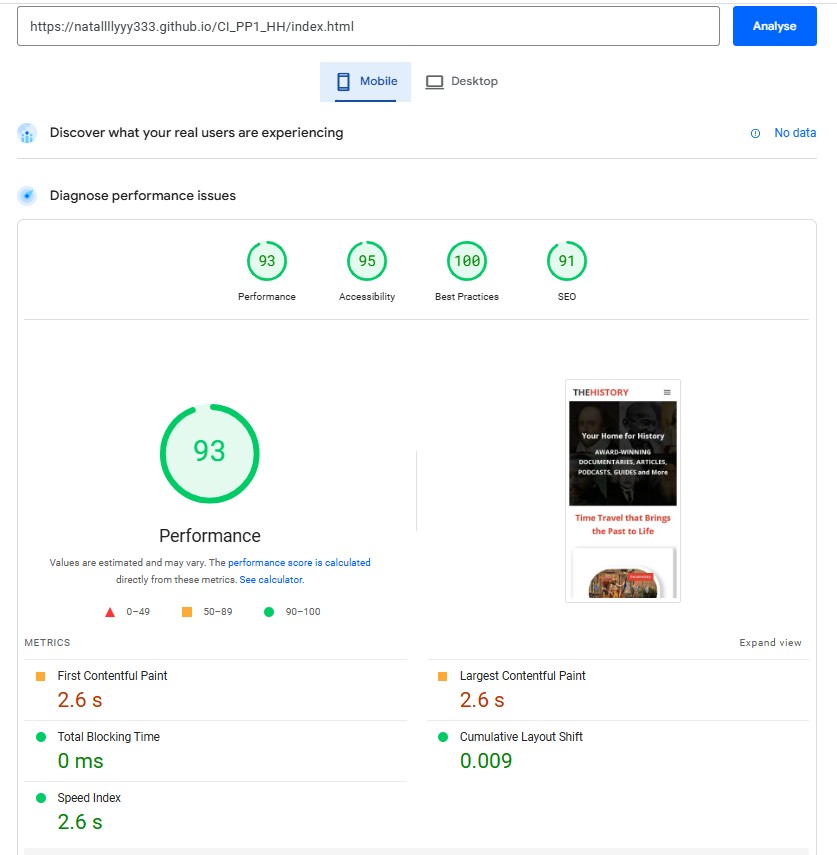 https://natallllyyy333.github.io/CI_PP1_HH/index.html
Analyse
Mobile
Desktop
Discover what your real users are experiencing
No data
Diagnose performance issues
93
95
100
91
Performance
Accessibility
Best Practices
SEO
93
Performance
Values are estimated and may vary. The performance score is calculated
directly from these metrics. See calculator.
0–49
50–89
90–100
THEHISTORY
Your Home for History
AWARD-WINNING
DOCUMENTARIES, ARTICLES,
PODCASTS, GUIDES and More
Time Travel that Brings
the Past to Life
METRICS
Expand view
First Contentful Paint
2.6 s
Largest Contentful Paint
2.6 s
Total Blocking Time
0 ms
Cumulative Layout Shift
0.009
Speed Index
2.6 s